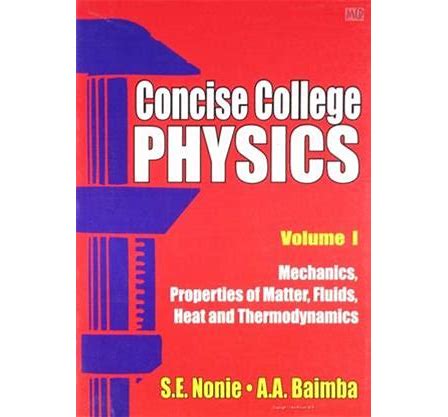 Concise College
PHYSICS
Volume I
Mechanics,
Properties of Matter, Fluids,
Heat and Thermodynamics
S.E. Nonie • A.A. Baimba